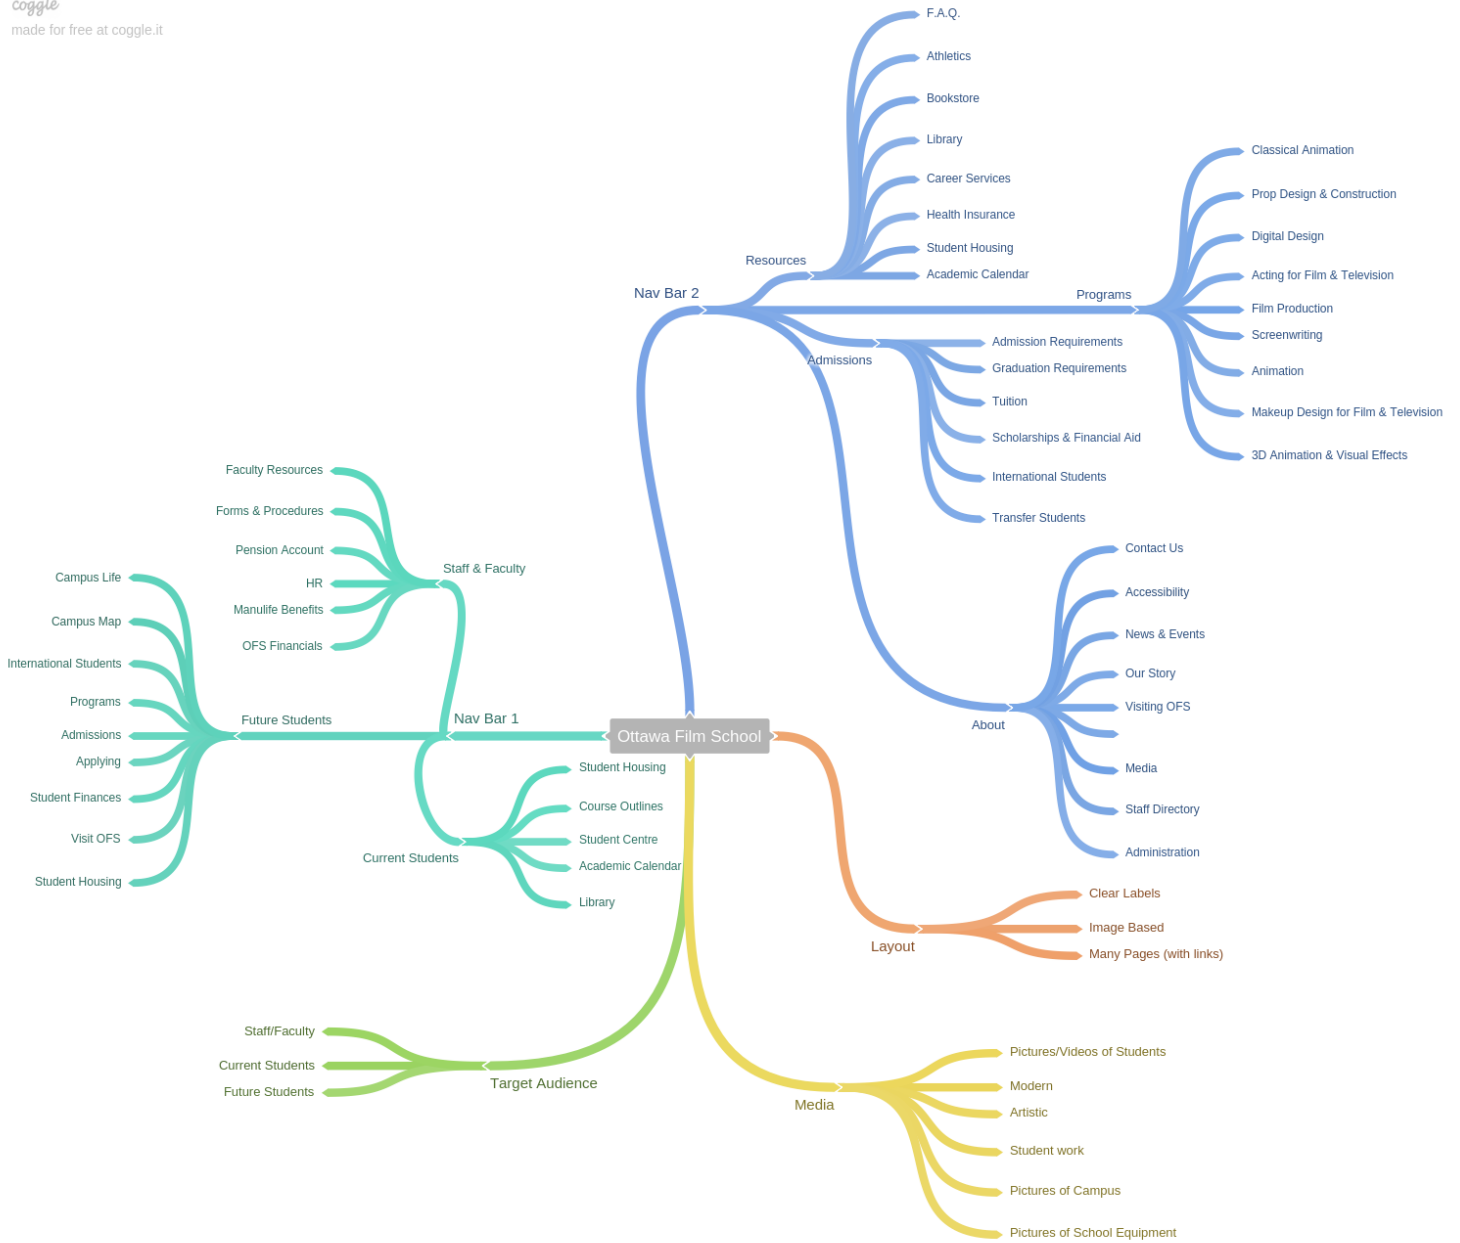 coggle
made for free at coggle.it
Ottawa Film School
Nav Bar 2
Resources
F.A.Q.
Athletics
Bookstore
Library
Career Services
Health Insurance
Student Housing
Academic Calendar
Programs
Classical Animation
Prop Design & Construction
Digital Design
Acting for Film & Television
Film Production
Screenwriting
Animation
Makeup Design for Film & Television
3D Animation & Visual Effects
Admissions
Admission Requirements
Graduation Requirements
Tuition
Scholarships & Financial Aid
International Students
Transfer Students
About
Contact Us
Accessibility
News & Events
Our Story
Visiting OFS
Media
Staff Directory
Administration
Layout
Clear Labels
Image Based
Many Pages (with links)
Media
Pictures/Videos of Students
Modern
Artistic
Student work
Pictures of Campus
Pictures of School Equipment
Nav Bar 1
Staff & Faculty
Faculty Resources
Forms & Procedures
Pension Account
HR
Manulife Benefits
OFS Financials
Future Students
Campus Life
Campus Map
International Students
Programs
Admissions
Applying
Student Finances
Visit OFS
Student Housing
Current Students
Student Housing
Course Outlines
Student Centre
Academic Calendar
Library
Target Audience
Staff/Faculty
Current Students
Future Students